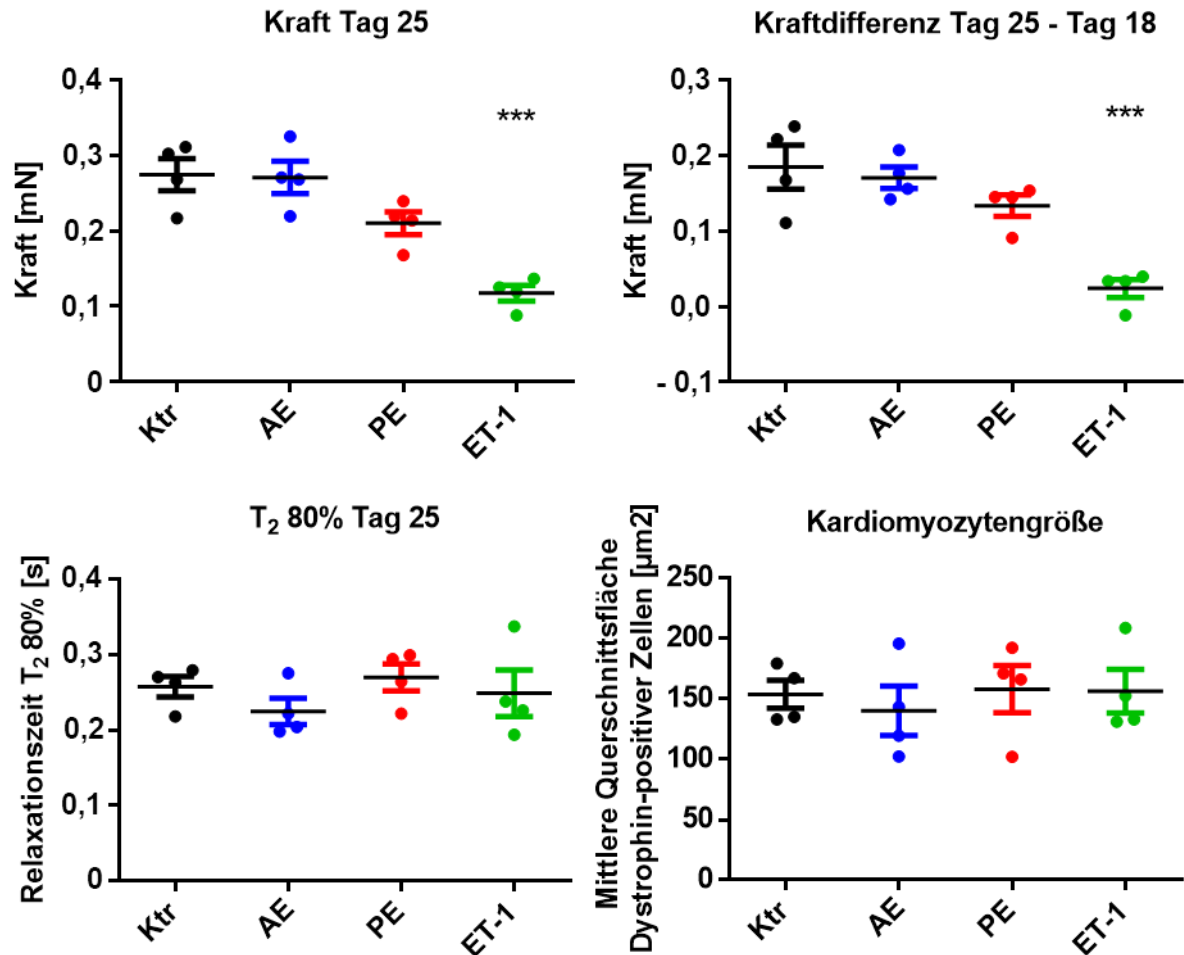 Kraft Tag 25
Kraft [mN]
0,4
0,3
0,2
0,1
0
***
Ktr
AE
PE
ET-1
Kraftdifferenz Tag 25 - Tag 18
Kraft [mN]
0,3
0,2
0,1
0,0
- 0,1
***
Ktr
AE
PE
ET-1
T₂ 80% Tag 25
Relaxationszeit T₂ 80% [s]
0,4
0,3
0,2
0,1
0
Ktr
AE
PE
ET-1
Kardiomyozytengröße
Mittlere Querschnittsfläche
Dystrophin-positiver Zellen [µm2]
250
200
150
100
50
0
Ktr
AE
PE
ET-1